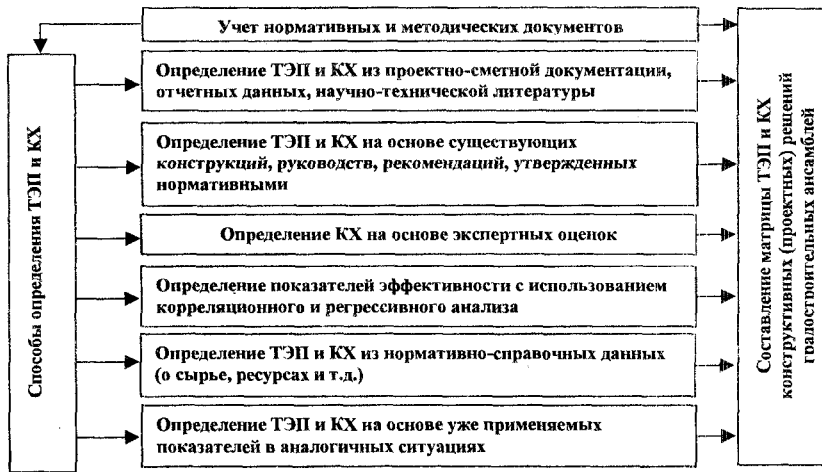 Учет нормативных и методических документов
Способы определения ТЭП и КХ
Определение ТЭП и КХ из проектно-сметной документации,
отчетных данных, научно-технической литературы
Определение ТЭП и КХ на основе существующих
конструкций, руководств, рекомендаций, утвержденных
нормативными
Определение КХ на основе экспертных оценок
Определение показателей эффективности с использованием
корреляционного и регрессивного анализа
Определение ТЭП и КХ из нормативно-справочных данных
(о сырье, ресурсах и т.д.)
Определение ТЭП и КХ на основе уже применяемых
показателей в аналогичных ситуациях
Составление матрицы ТЭП и КХ
конструктивных (проектных) решений
градостроительных ансамблей